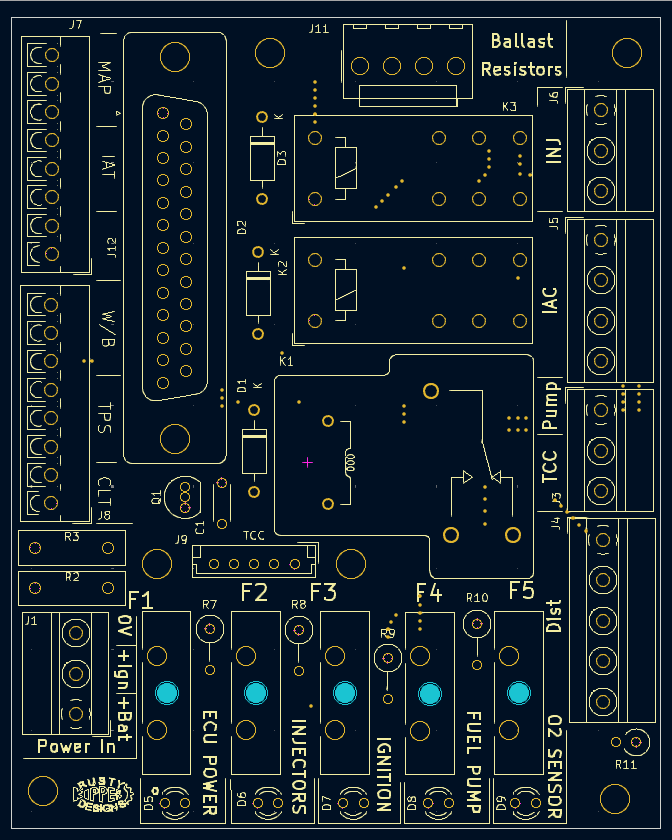 J7
J11
Ballast
Resistors
J6
K3
MAP
K
D3
INJ
IAT
J12
D2
K
K2
J5
IAC
W/B
K1
D1
K
Pump
TPS
000
TCC
CLT
Q1
C1
J3
J8
J4
R3
J9
TCC
R2
F1
F2
F3
F4
F5
J1
0V
+Ign
+Bat
R7
R8
R9
R10
DIst
ECU POWER
INJECTORS
IGNITION
FUEL PUMP
O2 SENSOR
Power In
R11
RUSTY
KIPPER
DESIGNS
D5
D6
D7
D8
D9